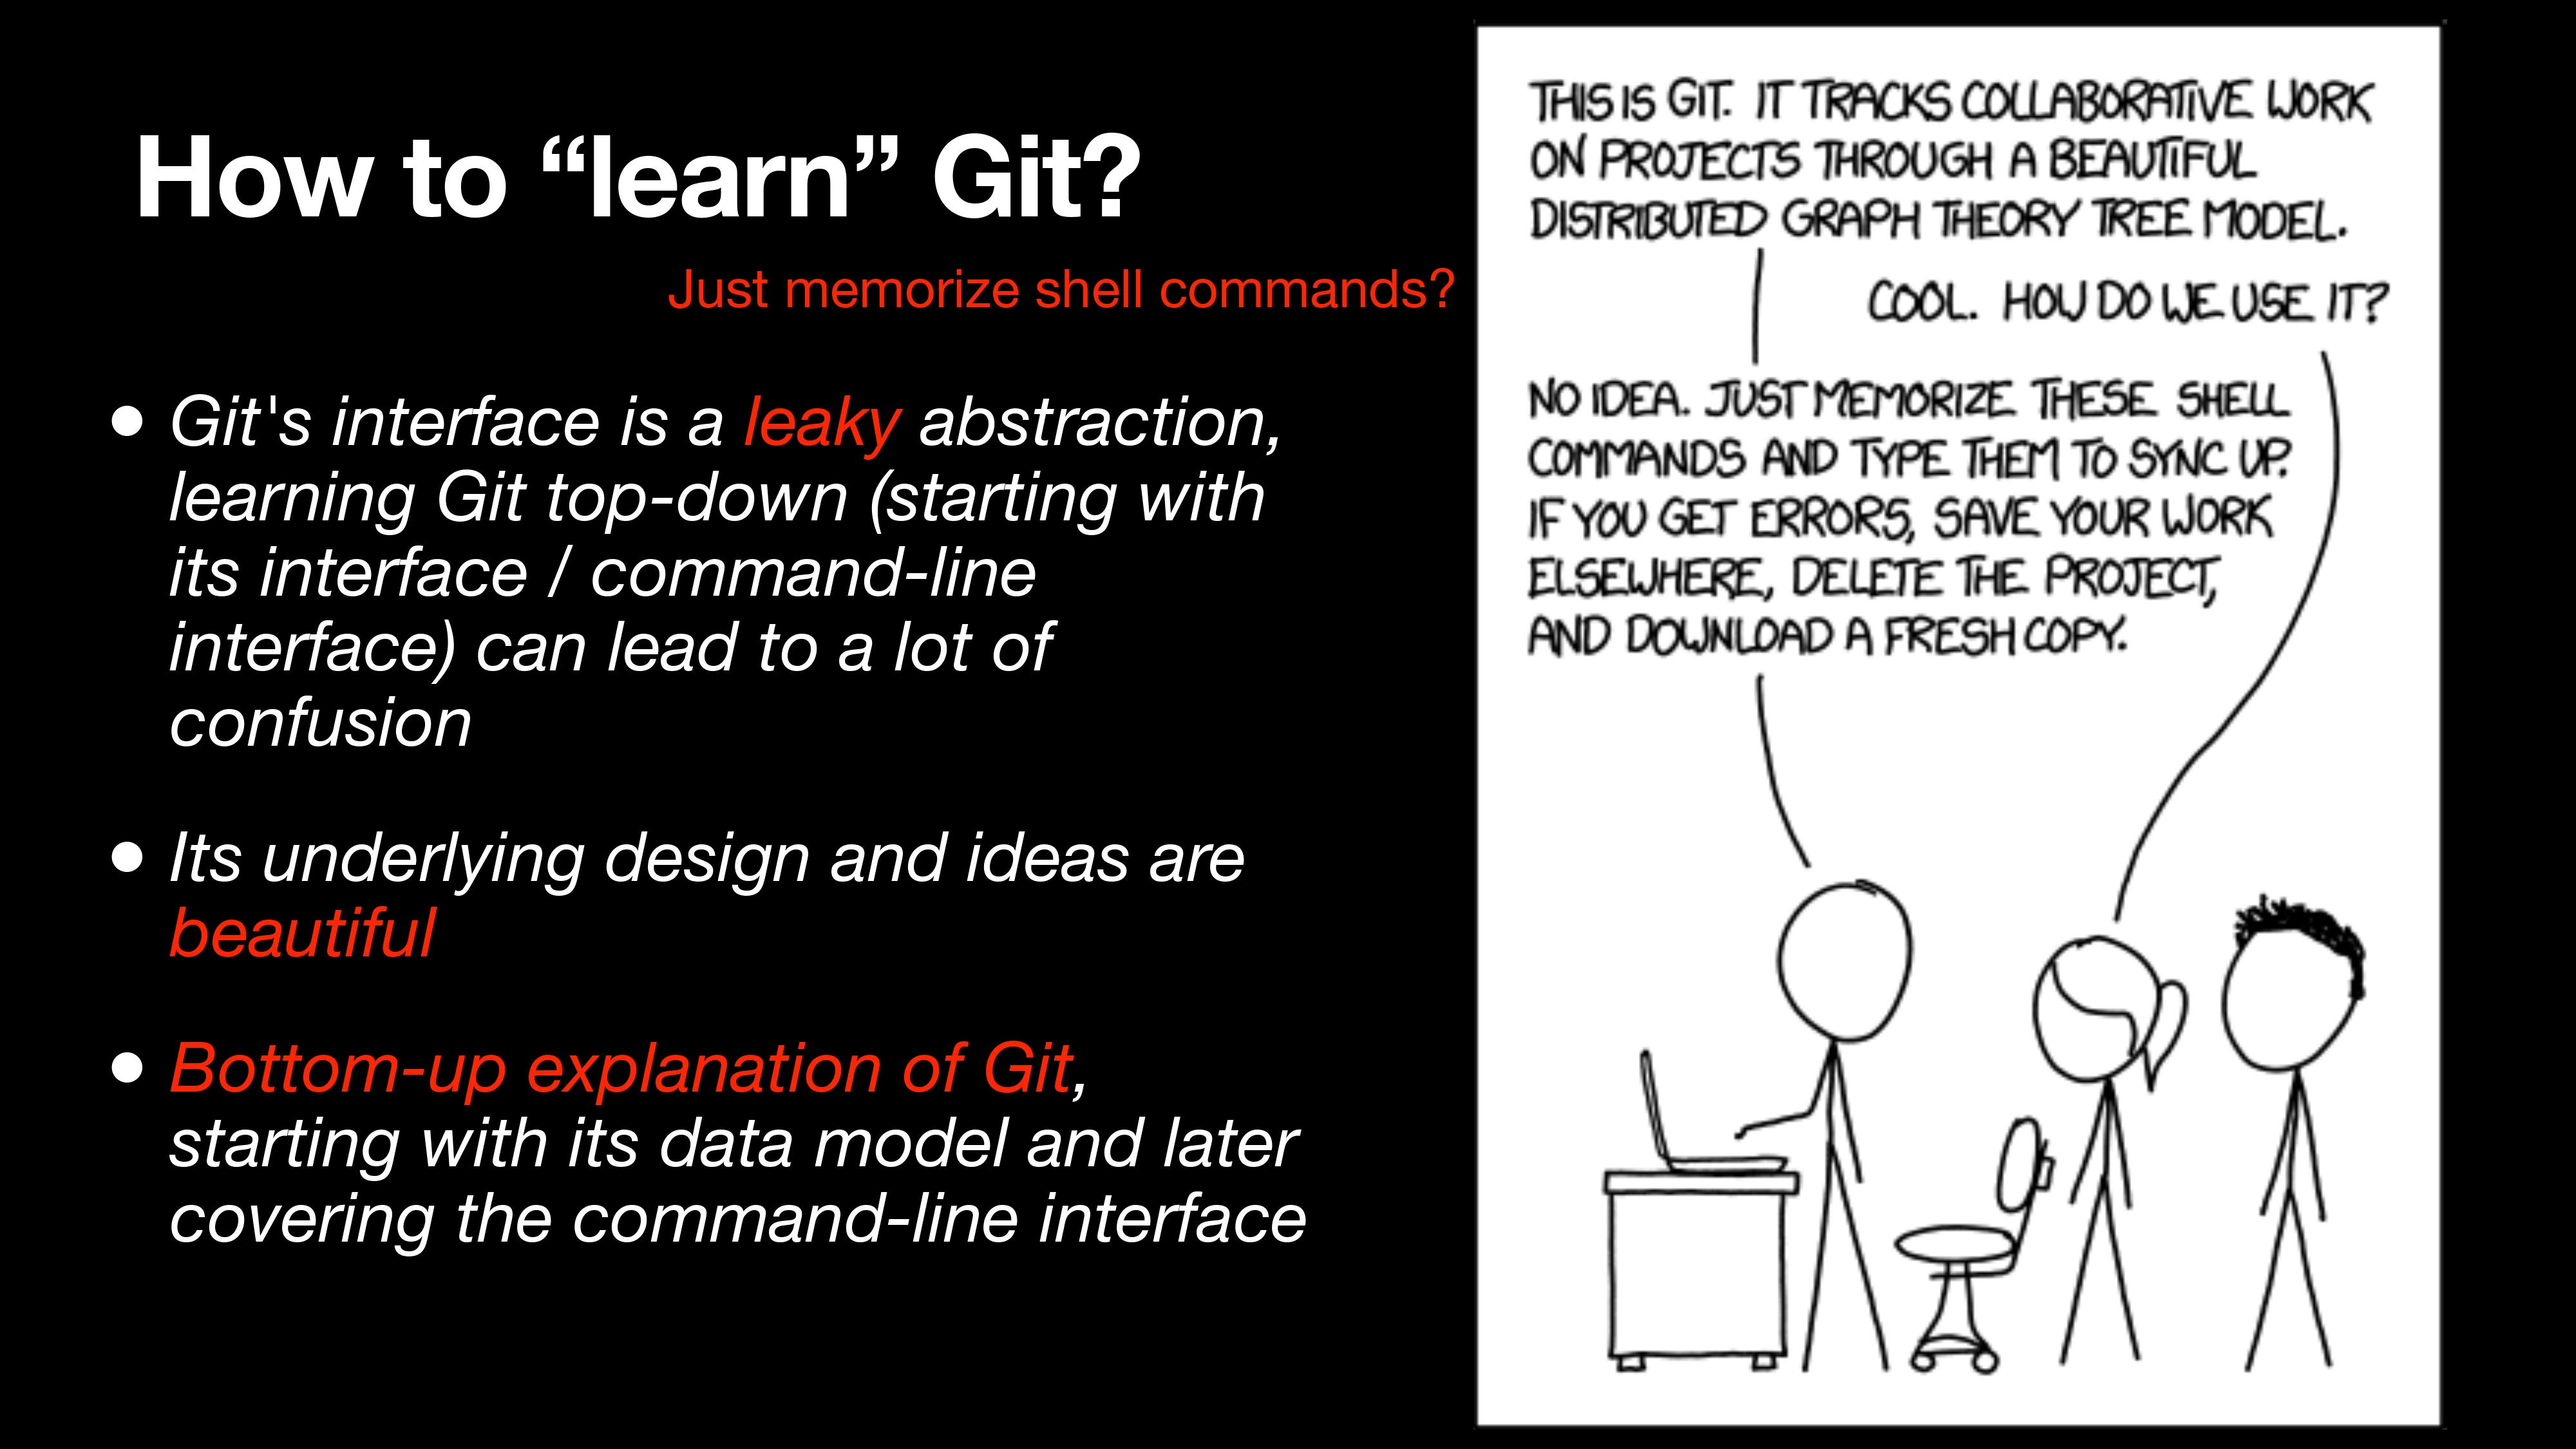 How to “learn” Git?
Just memorize shell commands?
• Git's interface is a leaky abstraction,
learning Git top-down (starting with
its interface / command-line
interface) can lead to a lot of
confusion
• Its underlying design and ideas are
beautiful
• Bottom-up explanation of Git,
starting with its data model and later
covering the command-line interface
THIS IS GIT. IT TRACKS COLLABORATIVE WORK
ON PROJECTS THROUGH A BEAUTIFUL
DISTRIBUTED GRAPH THEORY TREE MODEL.
COOL. HOW DO WE USE IT?
NO IDEA. JUST MEMORIZE THESE SHELL
COMMANDS AND TYPE THEM TO SYNC UP.
IF YOU GET ERRORS, SAVE YOUR WORK
ELSEWHERE, DELETE THE PROJECT,
AND DOWNLOAD A FRESH COPY.